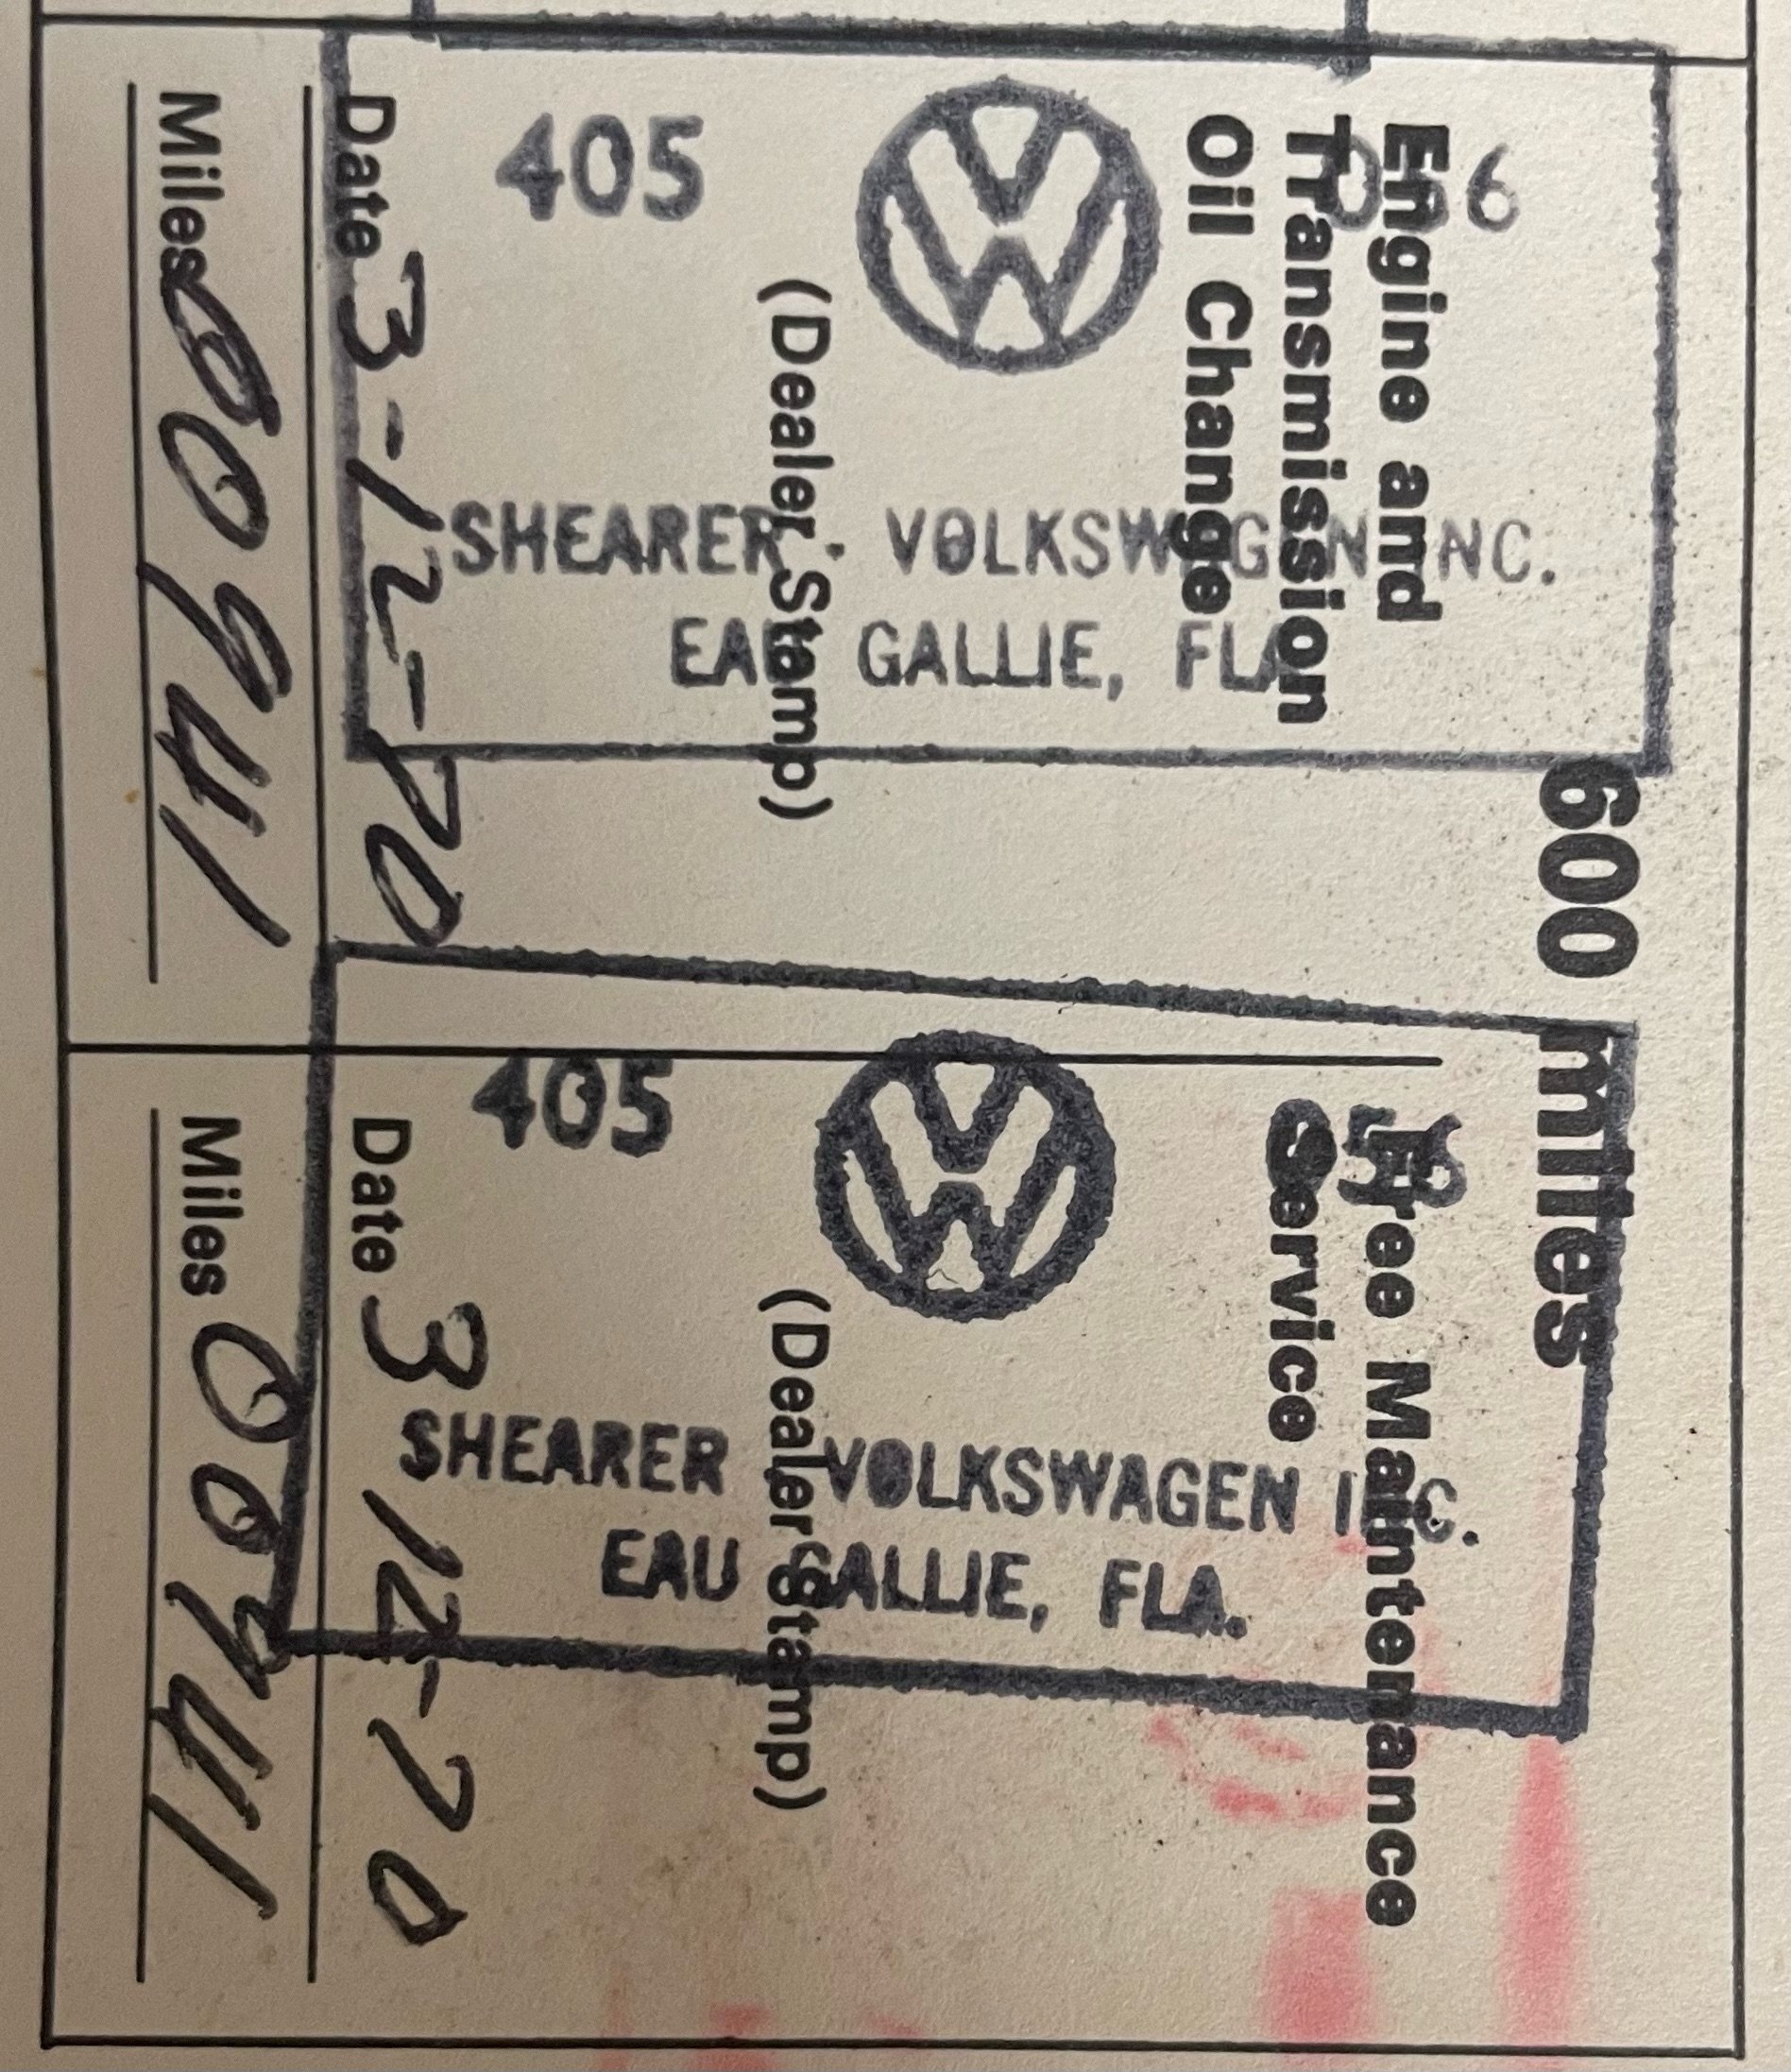 600 miles
Engine and
Transmission
Oil Change
(Dealer Stamp)
Date 3-12-70
Miles 00941
405
SHEARER VOLKSWAGEN INC.
EAU GALLIE, FLA
Free Maintenance
Service
(Dealer Stamp)
Date 3 12-70
Miles 00941
405
SHEARER VOLKSWAGEN INC.
EAU GALLIE, FLA.